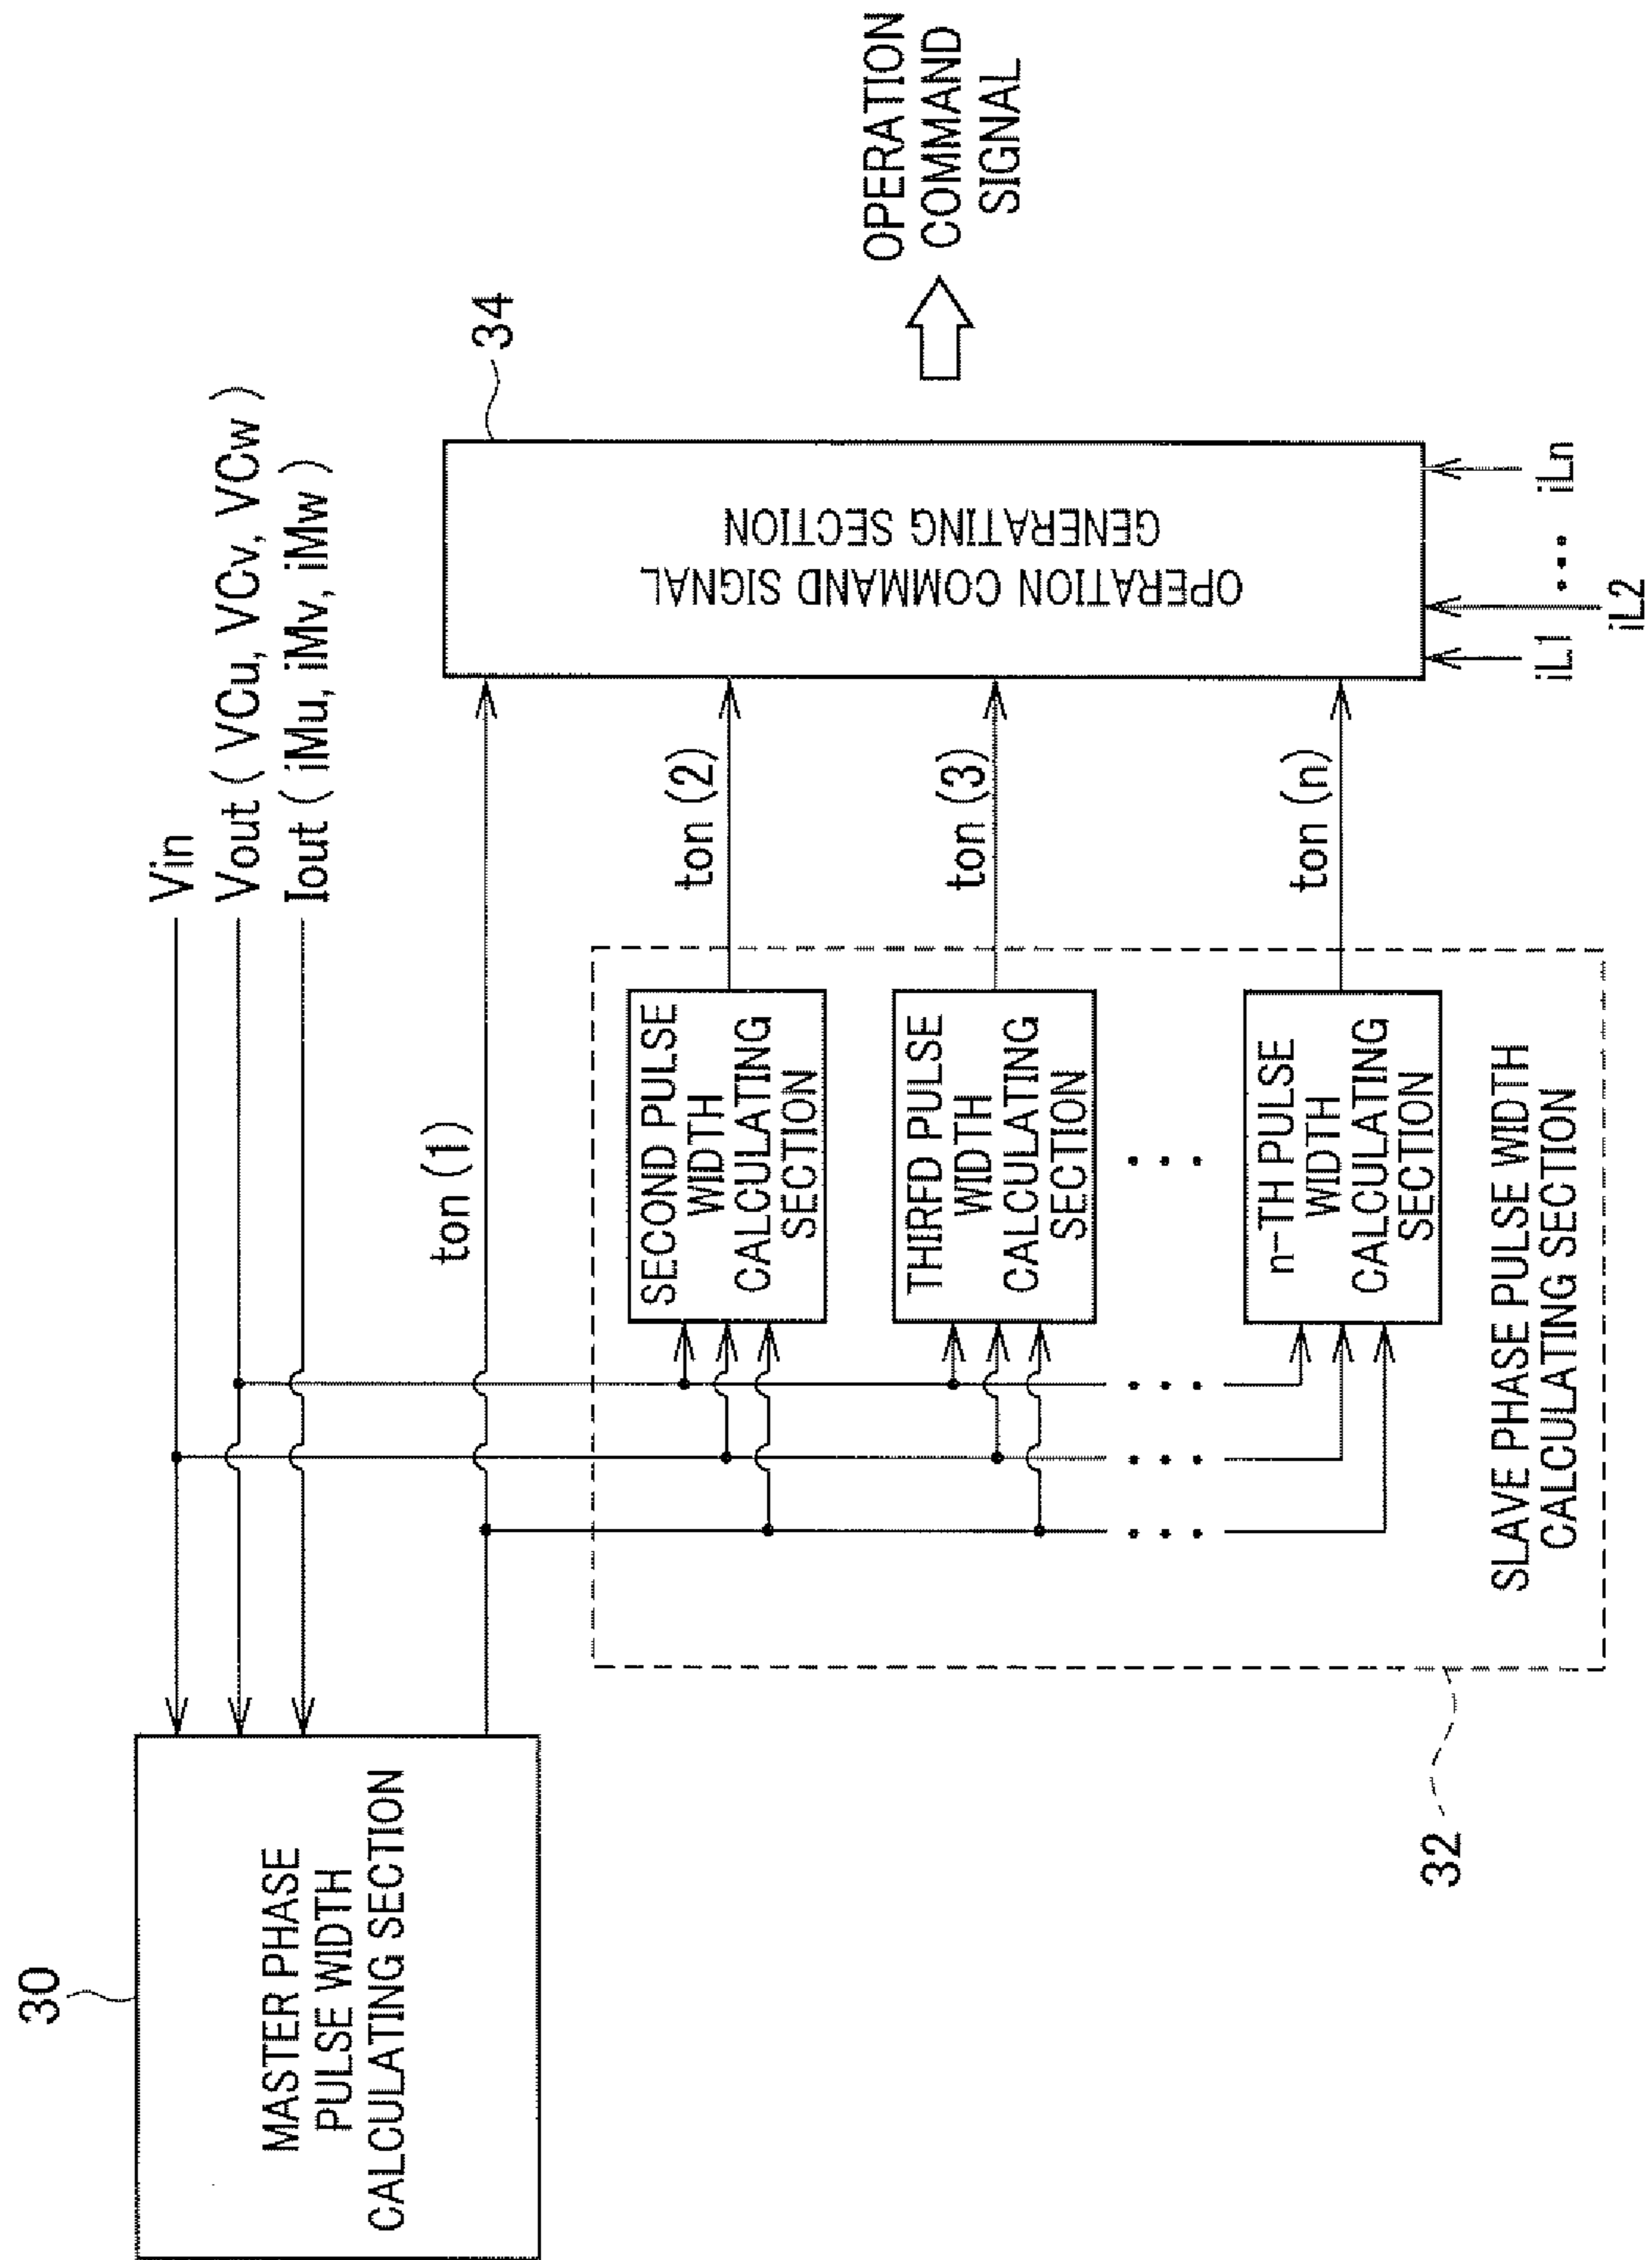 30
MASTER PHASE
PULSE WIDTH
CALCULATING SECTION
Vin
Vout ( VCu, VCv, VCw )
Iout ( iMu, iMv, iMw )
ton (1)
SECOND PULSE
WIDTH
CALCULATING
SECTION
ton (2)
THIRFD PULSE
WIDTH
CALCULATING
SECTION
ton (3)
• • •
n-TH PULSE
WIDTH
CALCULATING
SECTION
ton (n)
• • •
• • •
• • •
SLAVE PHASE PULSE WIDTH
CALCULATING SECTION
32
34
OPERATION COMMAND SIGNAL
GENERATING SECTION
iL1
iL2
• • •
iLn
OPERATION
COMMAND
SIGNAL